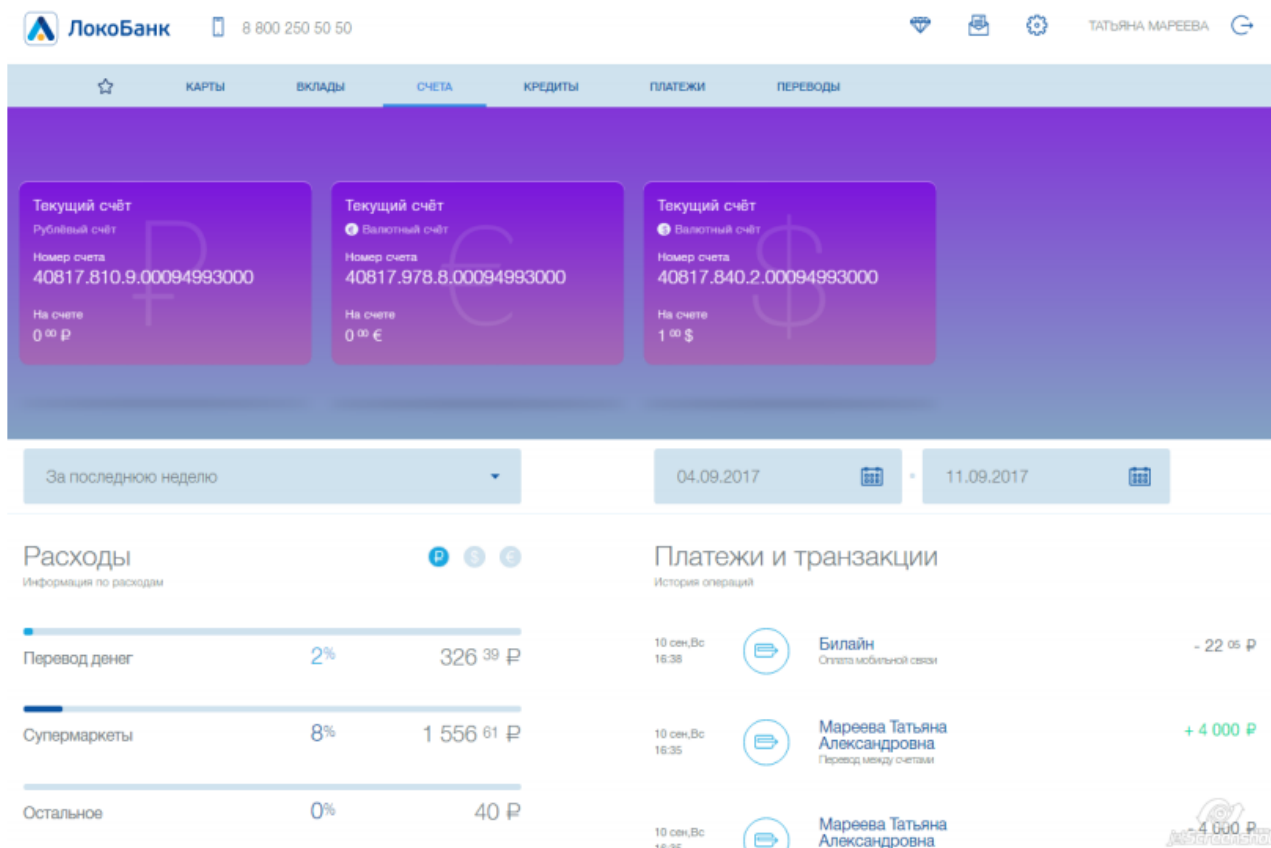 ЛокоБанк 8 800 250 50 50 ТАТЬЯНА МАРЕЕВА
КАРТЫ ВКЛАДЫ СЧЕТА КРЕДИТЫ ПЛАТЕЖИ ПЕРЕВОДЫ
Текущий счёт
Рублёвый счёт
Номер счета
40817.810.9.00094993000
На счете
0 00 ₽
Текущий счёт
€ Валютный счёт
Номер счета
40817.978.8.00094993000
На счете
0 00 €
Текущий счёт
$ Валютный счёт
Номер счета
40817.840.2.00094993000
На счете
1 00 $
За последнюю неделю
04.09.2017 11.09.2017
Расходы ₽ $ €
Информация по расходам
Перевод денег 2% 326 39 ₽
Супермаркеты 8% 1 556 61 ₽
Остальное 0% 40 ₽
Платежи и транзакции
История операций
10 сен,Вс
16:38
Билайн
Оплата мобильной связи
- 22 05 ₽
10 сен,Вс
16:35
Мареева Татьяна
Александровна
Перевод между счетами
+ 4 000 ₽
10 сен,Вс
16:35
Мареева Татьяна
Александровна
- 4 000 ₽
jetScreenshot